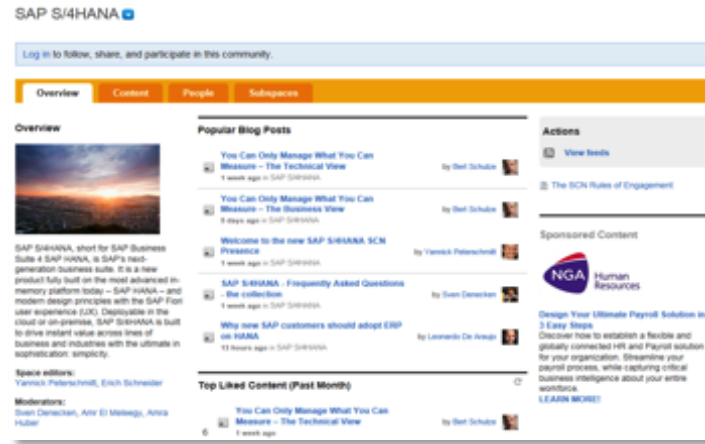 SAP S/4HANA
Log in to follow, share, and participate in this community.
Overview
Content
People
Subspaces
Overview
SAP S/4HANA, short for SAP Business
Suite 4 SAP HANA, is SAP's next-
generation business suite. It is a new
product fully built on the most advanced in-
memory platform today – SAP HANA – and
modern design principles with the SAP Fiori
user experience (UX). Deployable in the
cloud or on-premise, SAP S/4HANA is built
to drive instant value across lines of
business and industries with the ultimate in
sophistication: simplicity.
Space editors:
Yannick Peterschmitt, Erich Schneider
Moderators:
Sven Denecken, Amr El Meleegy, Amira
Huber
Popular Blog Posts
You Can Only Manage What You Can
Measure – The Technical View
1 week ago in SAP S/4HANA
by Bert Schulze
You Can Only Manage What You Can
Measure – The Business View
5 days ago in SAP S/4HANA
by Bert Schulze
Welcome to the new SAP S/4HANA SCN
Presence
1 week ago in SAP S/4HANA
by Yannick Peterschmitt
SAP S/4HANA - Frequently Asked Questions
- the collection
1 week ago in SAP S/4HANA
by Sven Denecken
Why new SAP customers should adopt ERP
on HANA
13 hours ago in SAP S/4HANA
by Leonardo De Araujo
Top Liked Content (Past Month)
You Can Only Manage What You Can
Measure – The Technical View
6
1 week ago
by Bert Schulze
Actions
View feeds
The SCN Rules of Engagement
Sponsored Content
NGA Human
Resources
Design Your Ultimate Payroll Solution in
3 Easy Steps
Discover how to establish a flexible and
globally connected HR and Payroll solution
for your organization. Streamline your
payroll process, while capturing critical
business intelligence about your entire
workforce.
LEARN MORE!